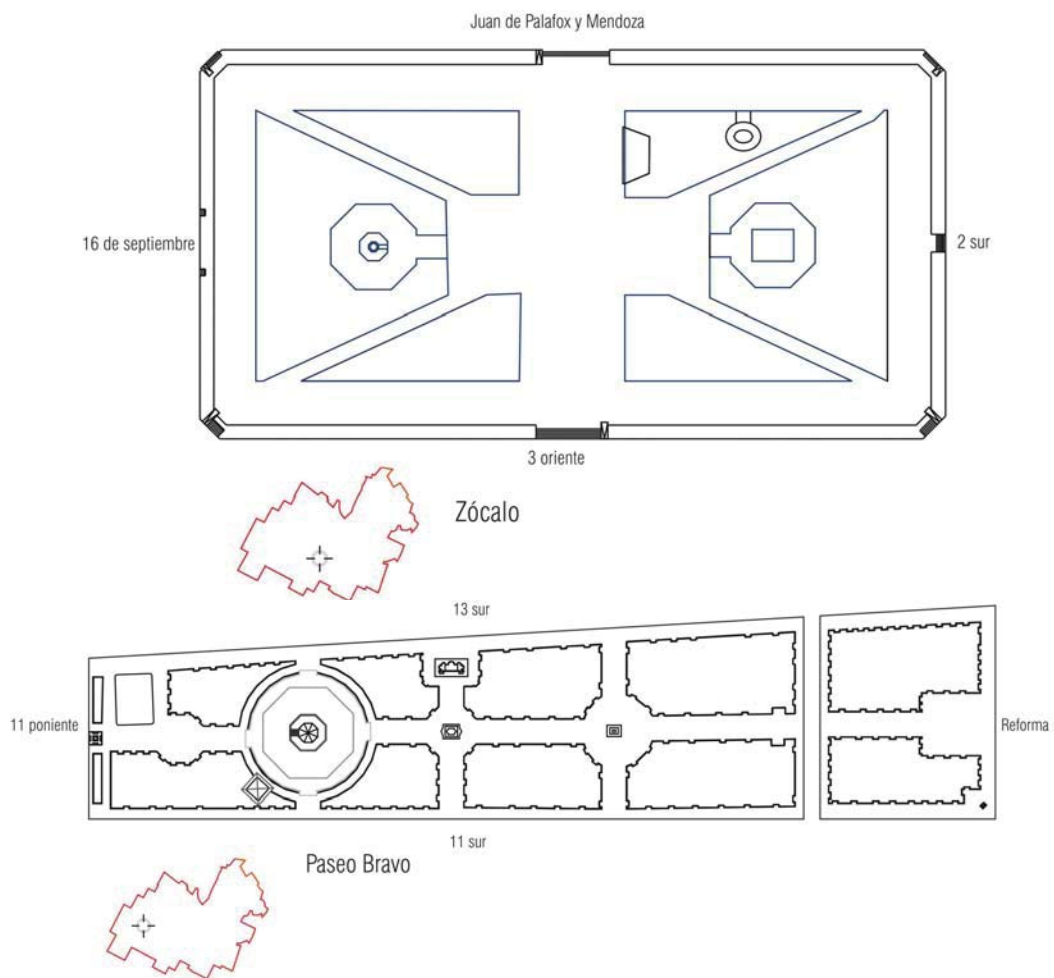 Juan de Palafox y Mendoza
16 de septiembre
2 sur
3 oriente
Zócalo
13 sur
11 poniente
Reforma
11 sur
Paseo Bravo